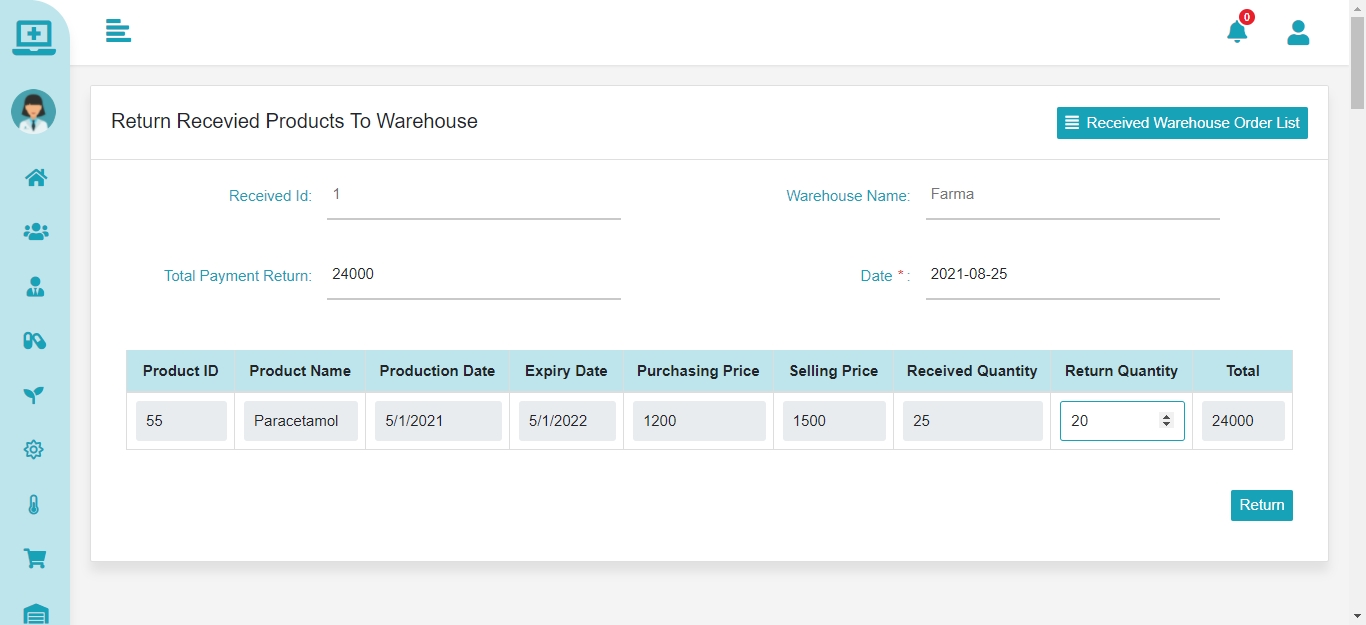 0
Return Recevied Products To Warehouse
Received Warehouse Order List
Received Id: 1
Warehouse Name: Farma
Total Payment Return: 24000
Date * : 2021-08-25
Product ID Product Name Production Date Expiry Date Purchasing Price Selling Price Received Quantity Return Quantity Total
55 Paracetamol 5/1/2021 5/1/2022 1200 1500 25 20 24000
Return